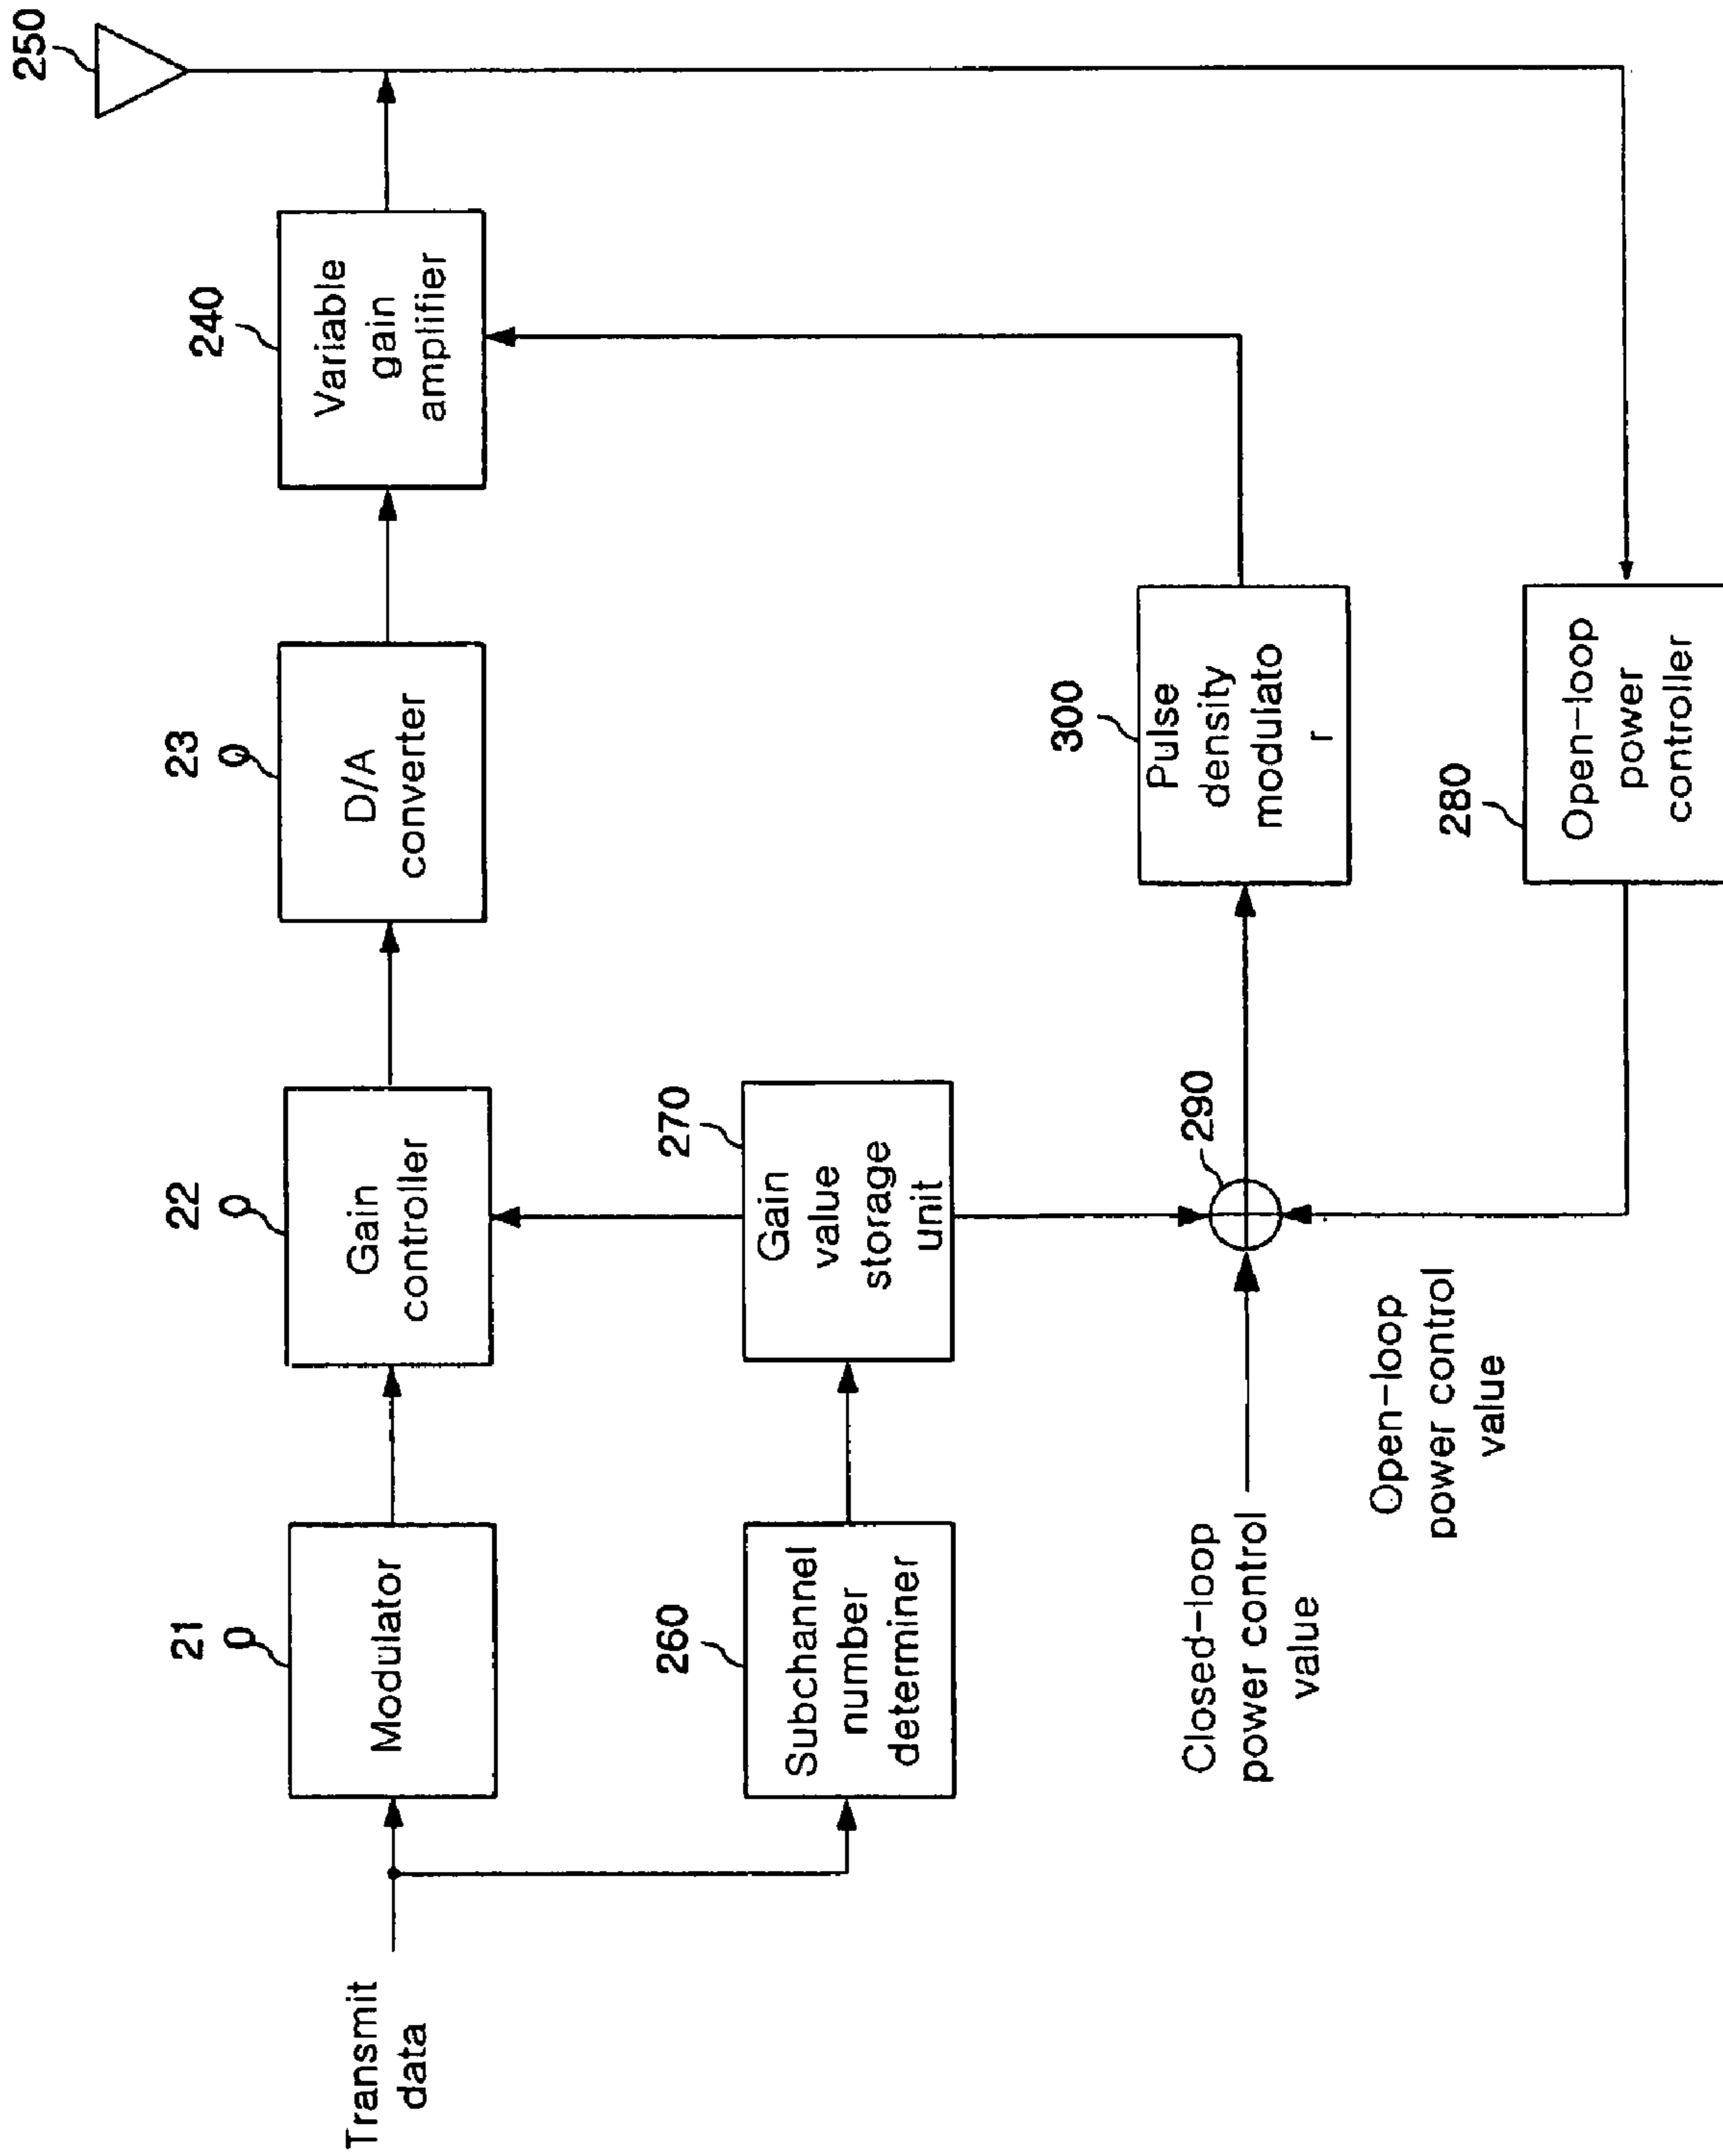 250
240
Variable
gain
amplifier
23
0
D/A
converter
22
0
Gain
controller
21
0
Modulator
Transmit
data
260
Subchannel
number
determiner
270
Gain
value
storage
unit
290
300
Pulse
density
modulato
r
280
Open-loop
power
controller
Closed-loop
power control
value
Open-loop
power control
value